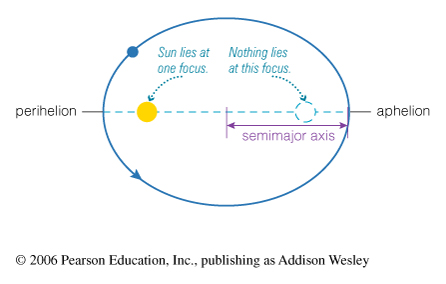 Sun lies at
one focus.
Nothing lies
at this focus.
perihelion
aphelion
semimajor axis
© 2006 Pearson Education, Inc., publishing as Addison Wesley